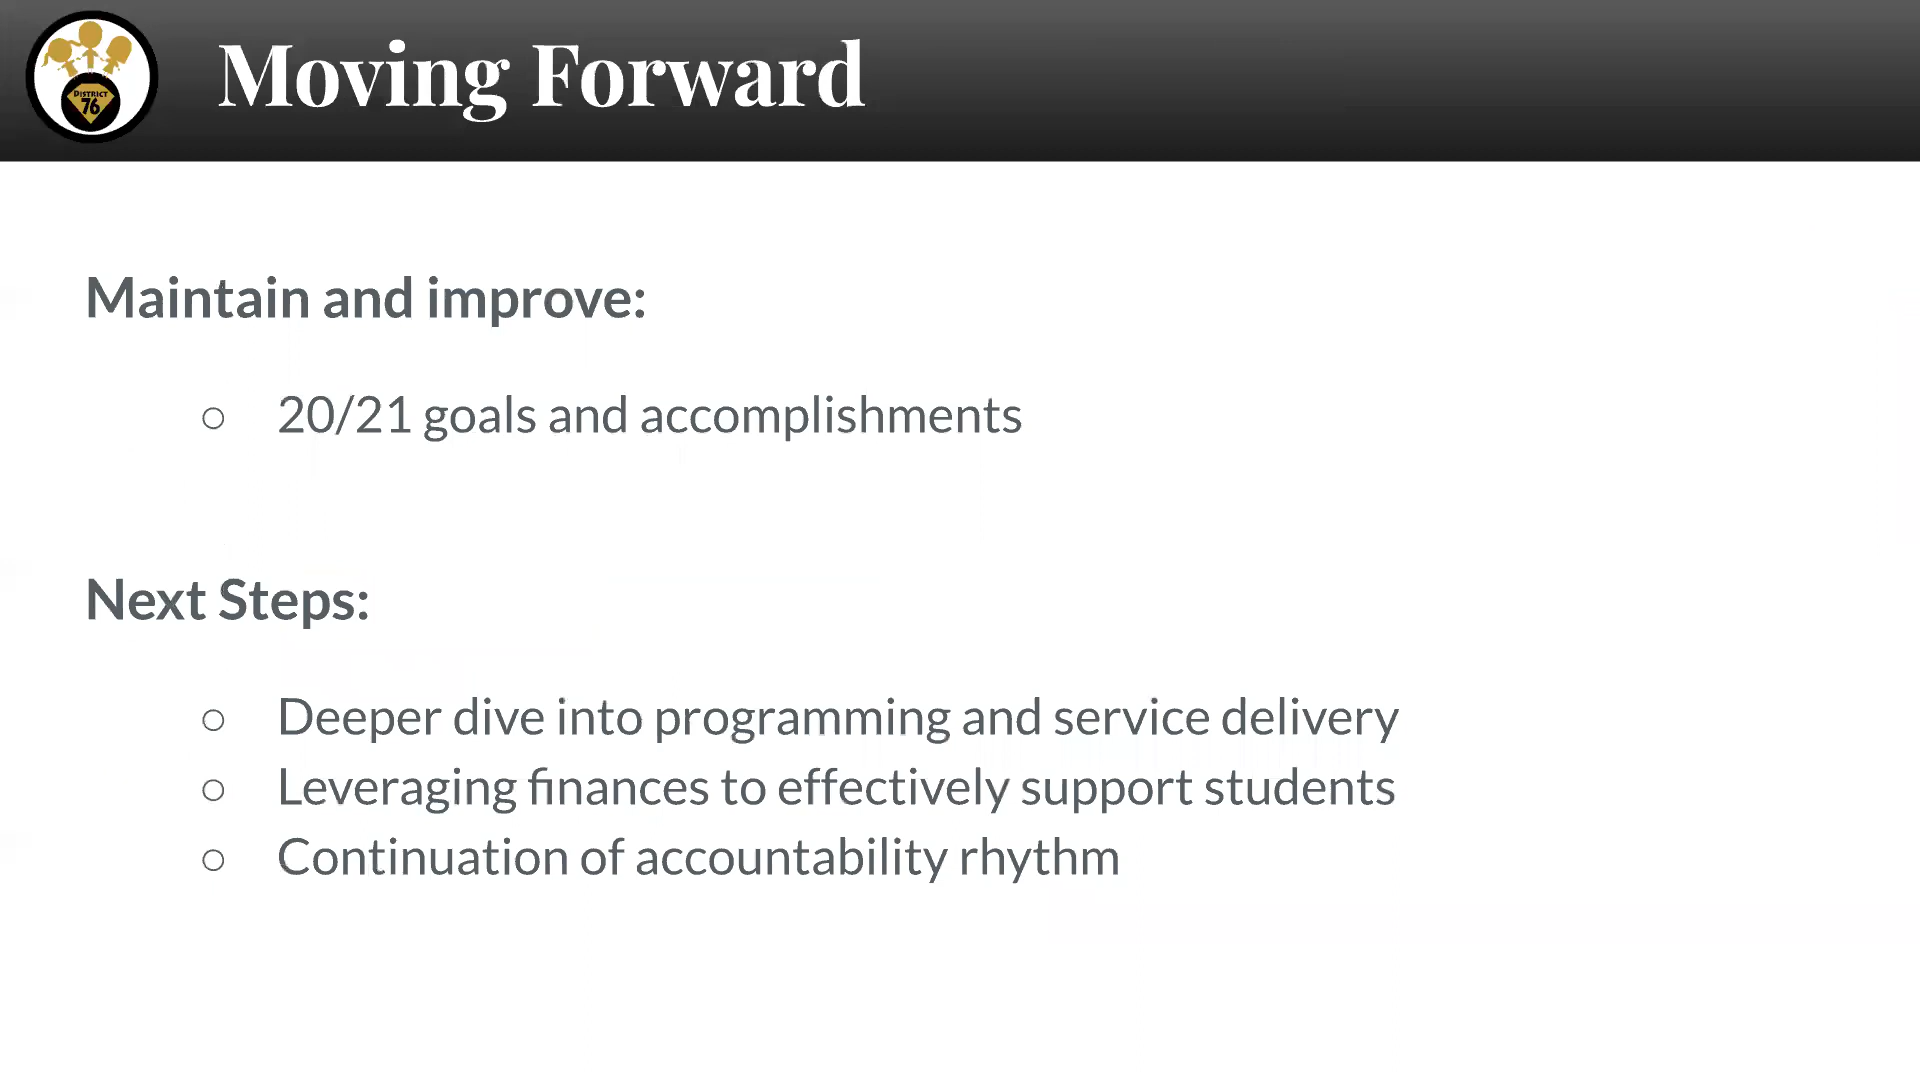 DISTRICT
76
Moving Forward
Maintain and improve:
○ 20/21 goals and accomplishments
Next Steps:
○ Deeper dive into programming and service delivery
○ Leveraging finances to effectively support students
○ Continuation of accountability rhythm